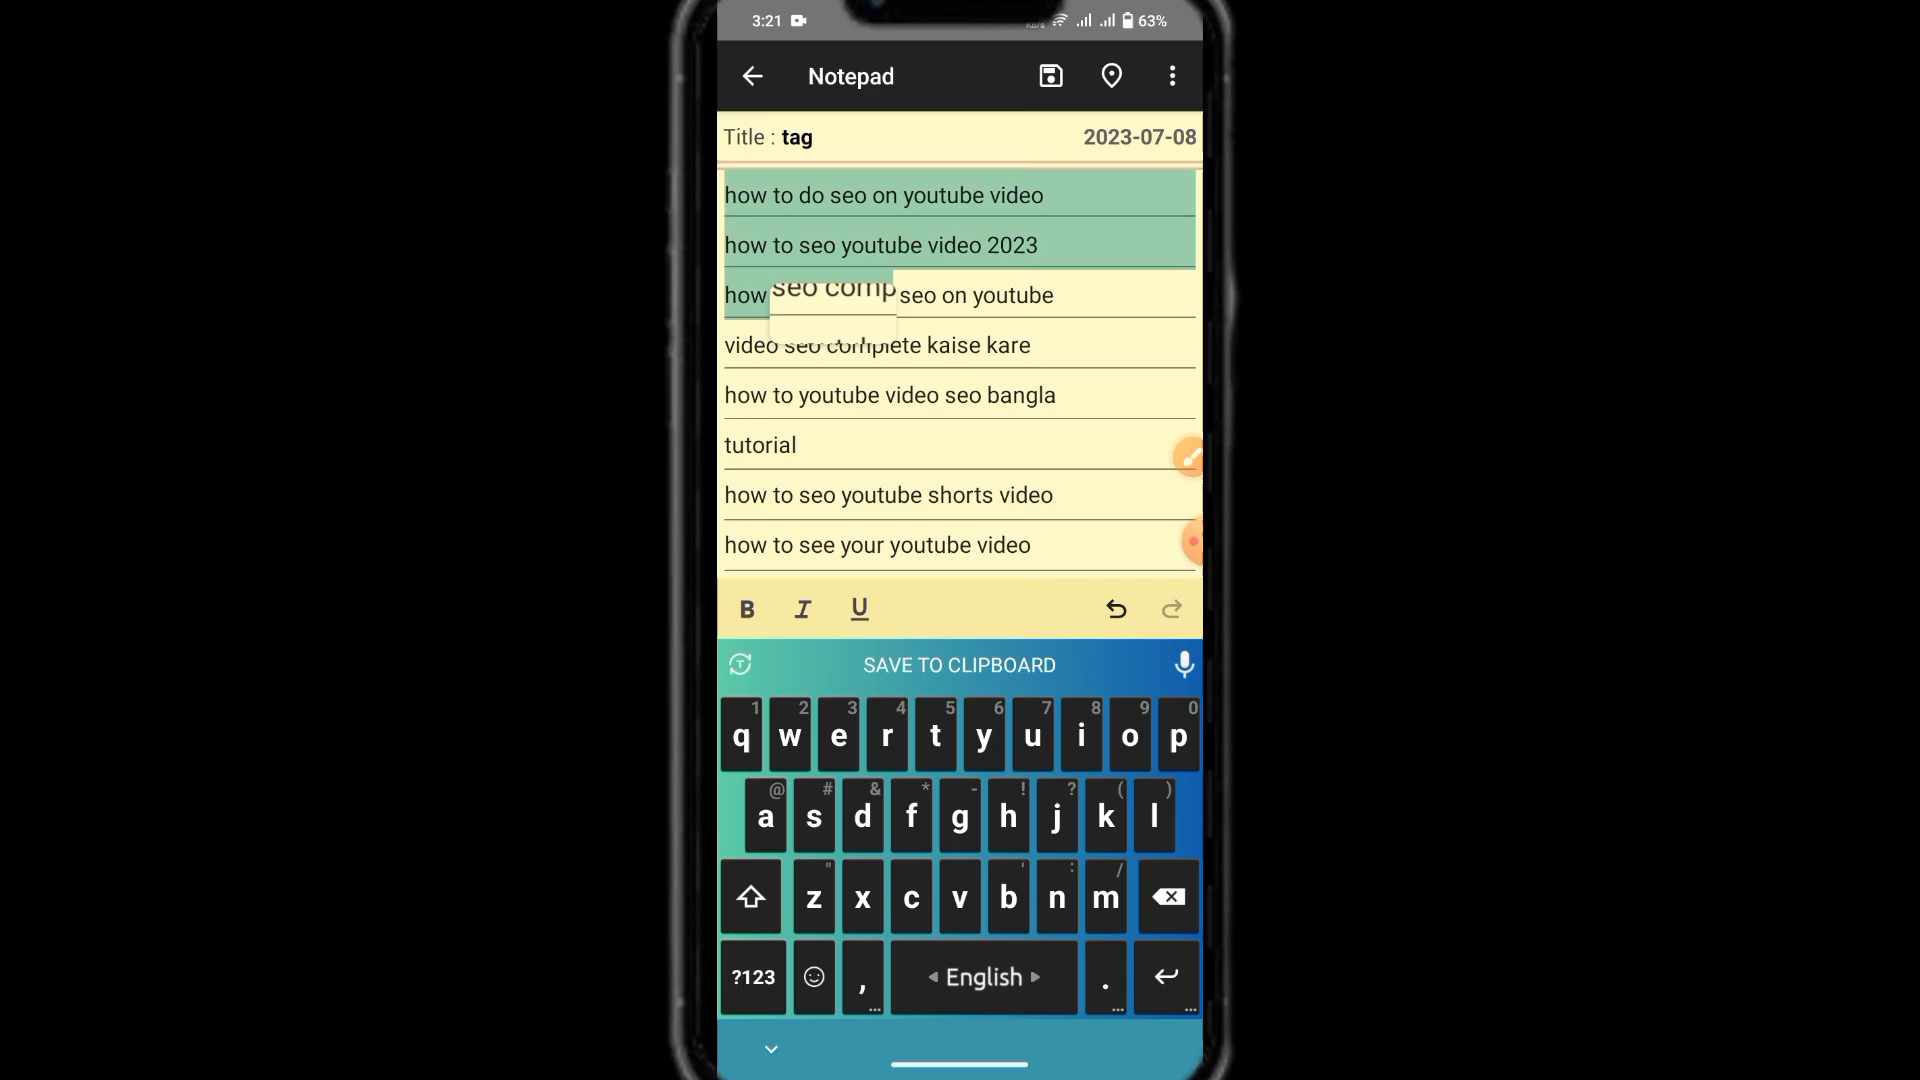 3:21 63%
Notepad
Title : tag 2023-07-08
how to do seo on youtube video
how to seo youtube video 2023
how seo comp seo on youtube
video seo complete kaise kare
how to youtube video seo bangla
tutorial
how to seo youtube shorts video
how to see your youtube video
B I U
SAVE TO CLIPBOARD
1 2 3 4 5 6 7 8 9 0
q w e r t y u i o p
@ # & * - ! ? ( )
a s d f g h j k l
" ' : /
z x c v b n m
?123 , English .